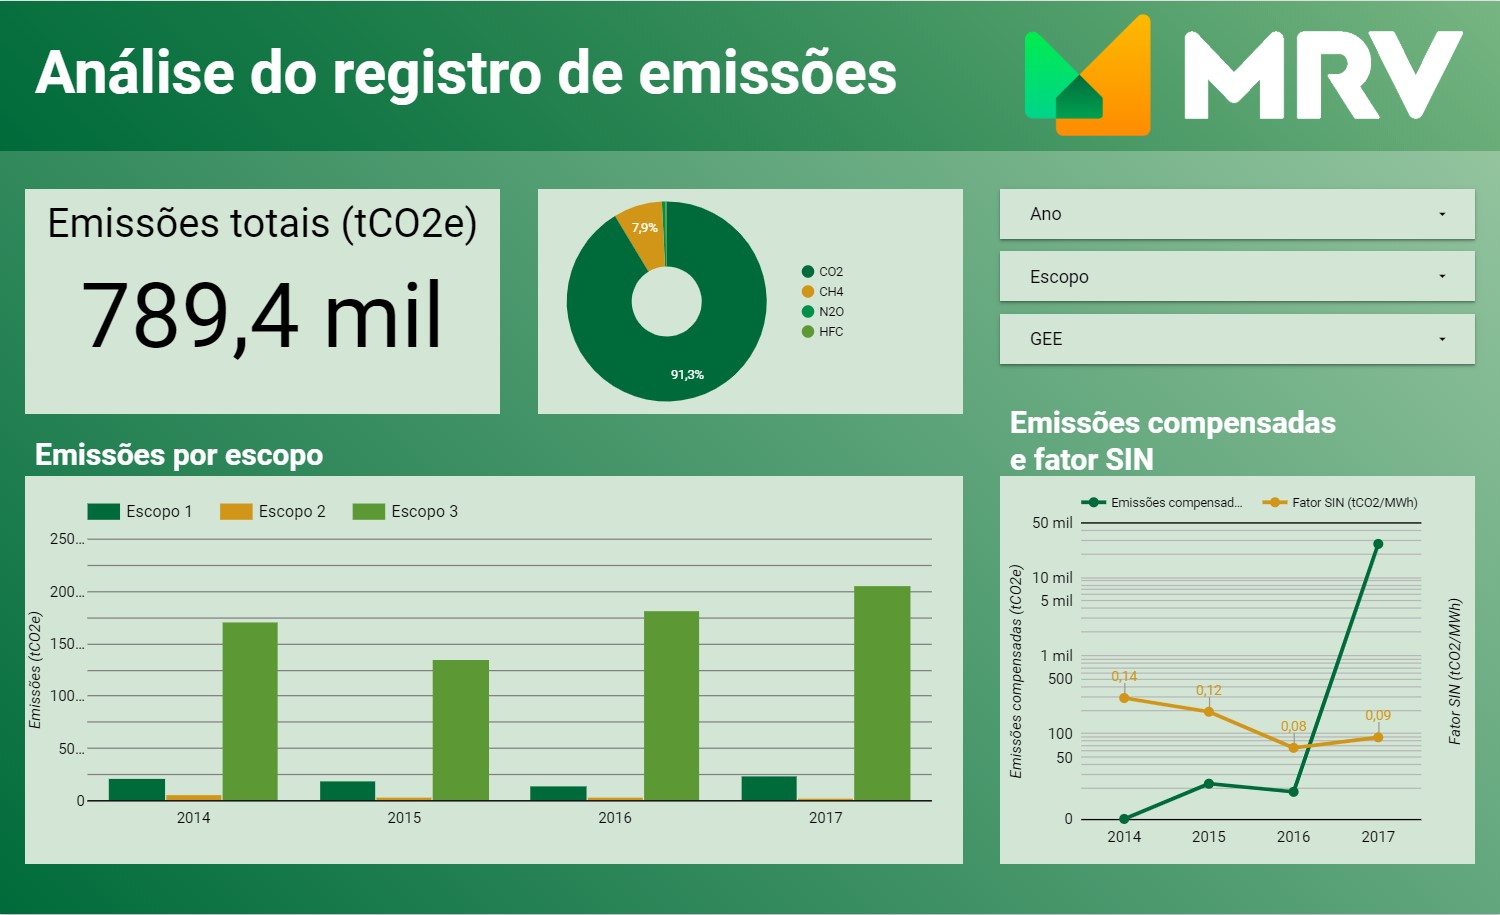 Análise do registro de emissões
MRV
Emissões totais (tCO2e)
789,4 mil
7,9%
91,3%
CO2
CH4
N2O
HFC
Ano
Escopo
GEE
Emissões por escopo
Escopo 1
Escopo 2
Escopo 3
Emissões (tCO2e)
250...
200...
150...
100...
50...
0
2014
2015
2016
2017
Emissões compensadas
e fator SIN
Emissões compensad...
Fator SIN (tCO2/MWh)
Emissões compensadas (tCO2e)
50 mil
10 mil
5 mil
1 mil
500
100
50
0
0,14
0,12
0,08
0,09
2014
2015
2016
2017
Fator SIN (tCO2/MWh)